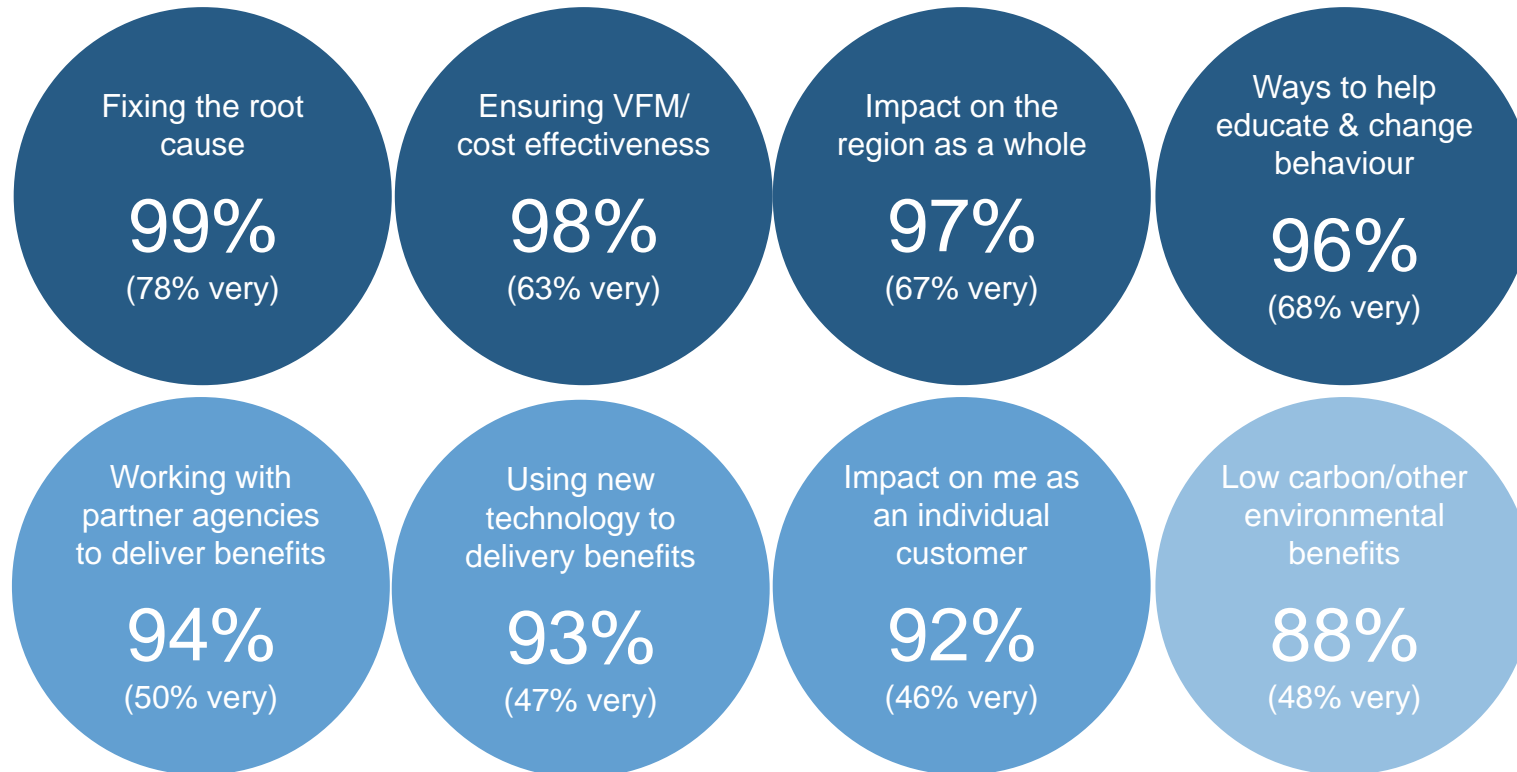 Fixing the root
cause
99%
(78% very)
Ensuring VFM/
cost effectiveness
98%
(63% very)
Impact on the
region as a whole
97%
(67% very)
Ways to help
educate & change
behaviour
96%
(68% very)
Working with
partner agencies
to deliver benefits
94%
(50% very)
Using new
technology to
delivery benefits
93%
(47% very)
Impact on me as
an individual
customer
92%
(46% very)
Low carbon/other
environmental
benefits
88%
(48% very)